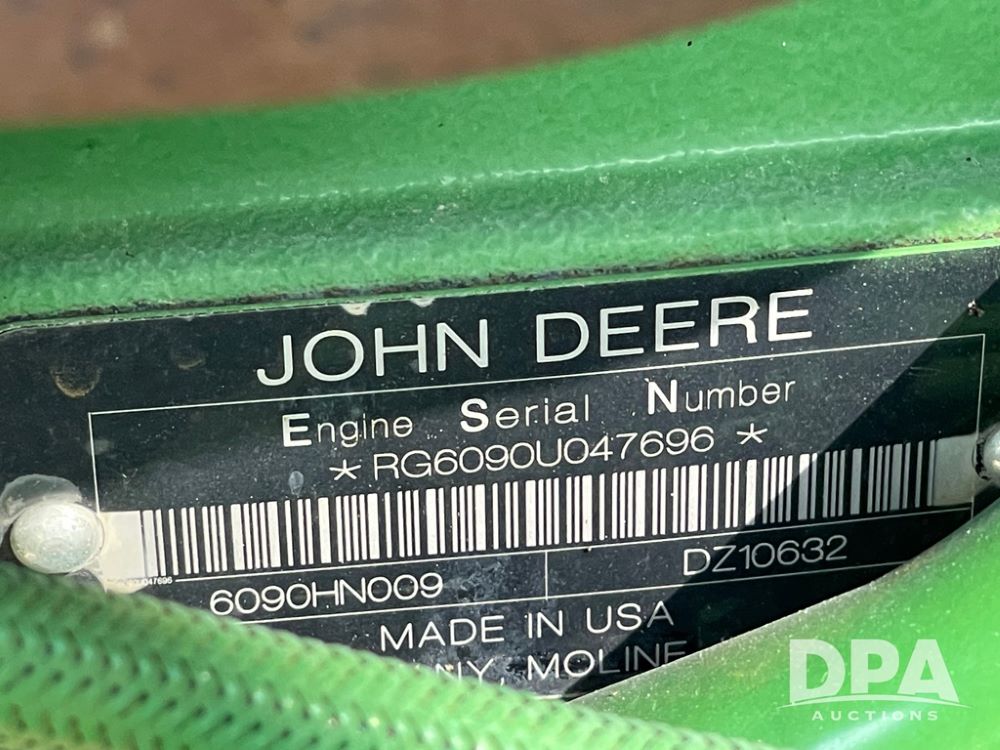 JOHN DEERE
Engine Serial Number
*RG6090U047696*
6090HN009
DZ10632
MADE IN USA
MOLINE
DPA
AUCTIONS